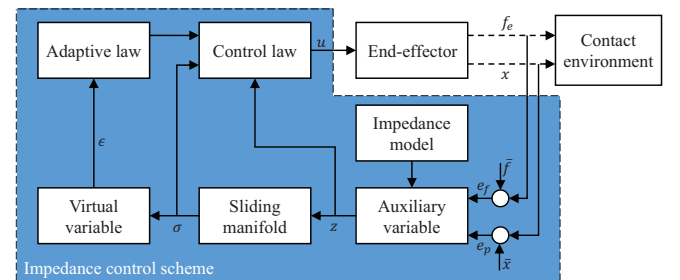 Adaptive law
Control law
u
End-effector
f_e
x
Contact
environment
Impedance
model
ϵ
f̄
e_f
Virtual
variable
σ
Sliding
manifold
z
Auxiliary
variable
e_p
x̄
Impedance control scheme